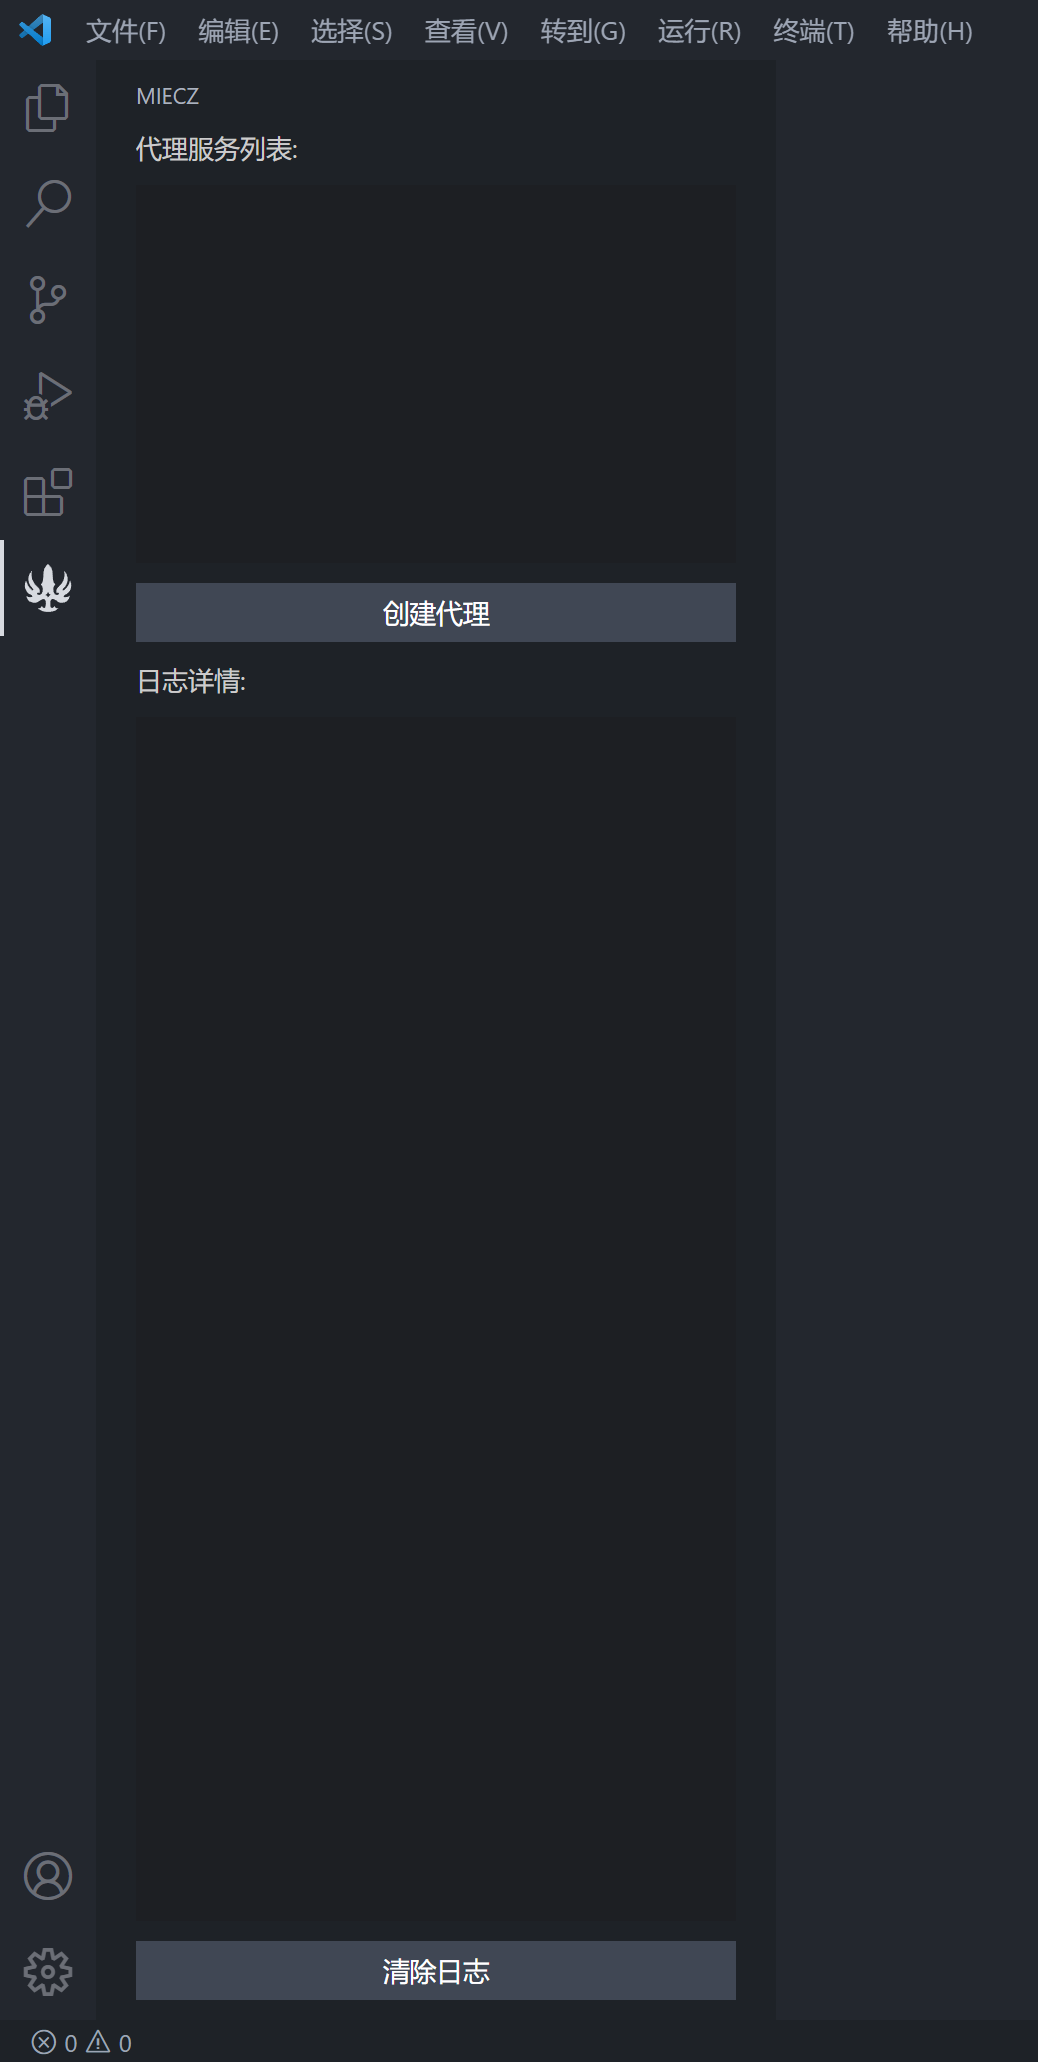 文件(F) 编辑(E) 选择(S) 查看(V) 转到(G) 运行(R) 终端(T) 帮助(H)
MIECZ
代理服务列表:
创建代理
日志详情:
清除日志
0 0